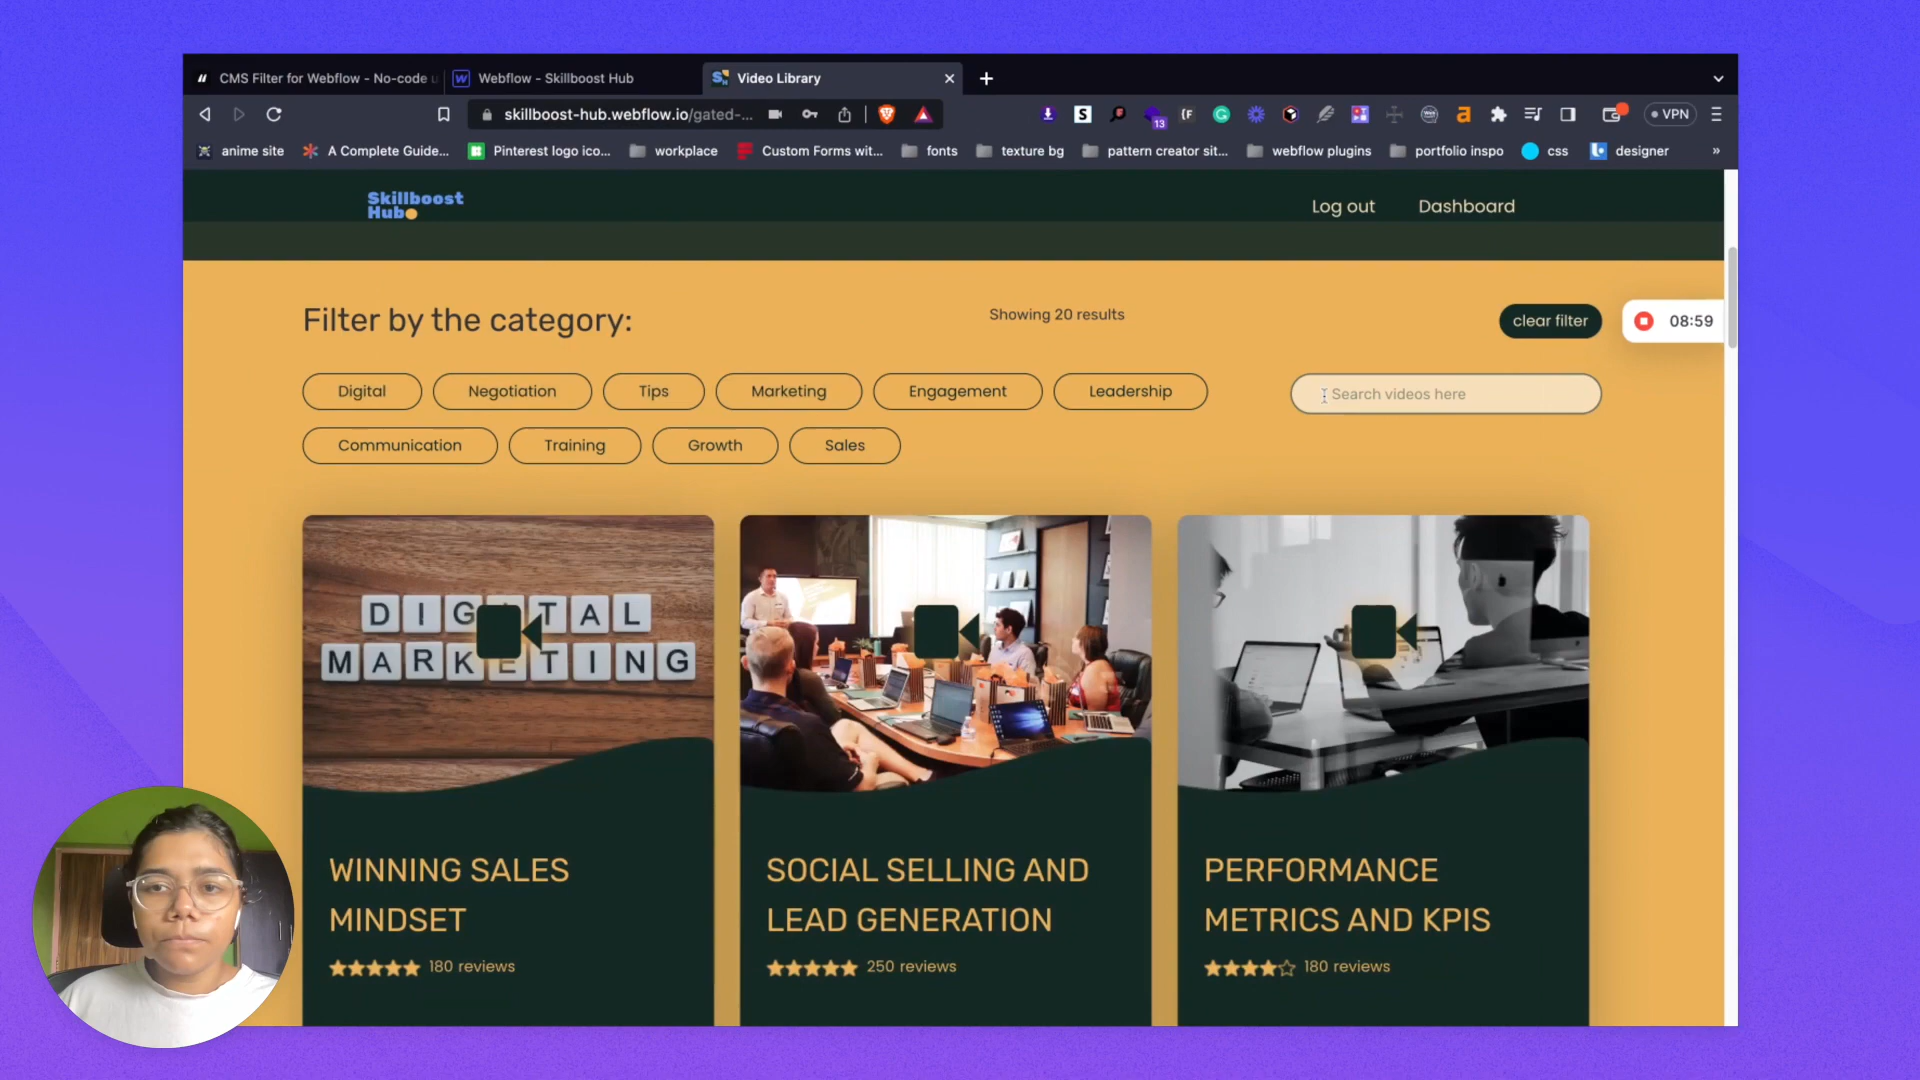 CMS Filter for Webflow - No-code
Webflow - Skillboost Hub
Video Library
skillboost-hub.webflow.io/gated-...
13
VPN
anime site
A Complete Guide...
Pinterest logo ico...
workplace
Custom Forms wit...
fonts
texture bg
pattern creator sit...
webflow plugins
portfolio inspo
css
designer
»
Skillboost
Hub
Log out
Dashboard
Filter by the category:
Showing 20 results
clear filter
08:59
Digital
Negotiation
Tips
Marketing
Engagement
Leadership
Search videos here
Communication
Training
Growth
Sales
DIGITAL
MARKETING
WINNING SALES
MINDSET
180 reviews
SOCIAL SELLING AND
LEAD GENERATION
250 reviews
PERFORMANCE
METRICS AND KPIS
180 reviews